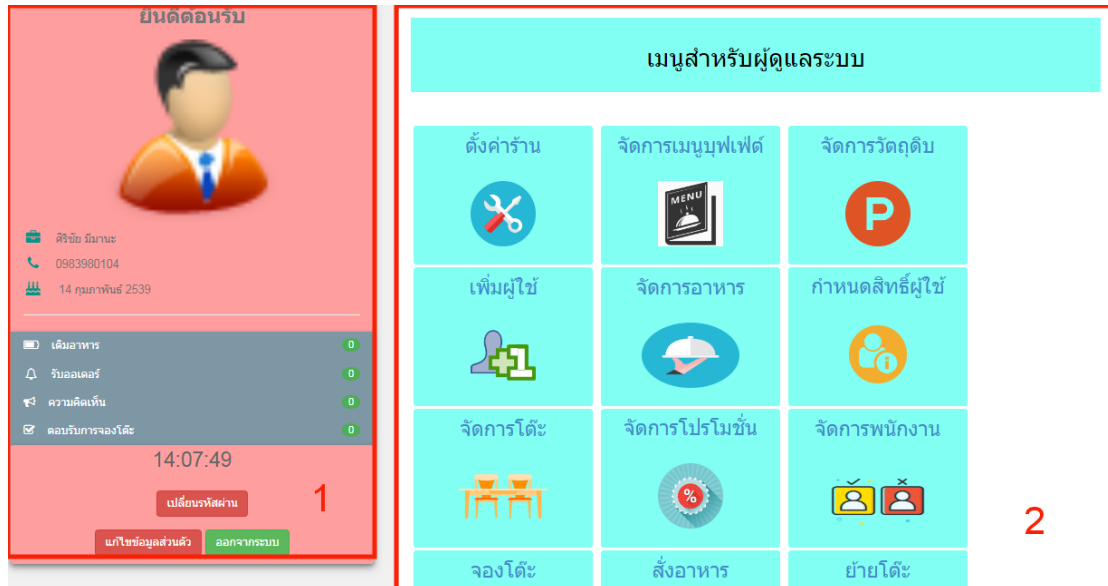 ยินดีต้อนรับ
ศิริชัย มีมานะ
0983980104
14 กุมภาพันธ์ 2539
เติมอาหาร 0
รับออเดอร์ 0
ความคิดเห็น 0
ตอบรับการจองโต๊ะ 0
14:07:49
เปลี่ยนรหัสผ่าน
1
แก้ไขข้อมูลส่วนตัว ออกจากระบบ
เมนูสำหรับผู้ดูแลระบบ
ตั้งค่าร้าน จัดการเมนูบุฟเฟ่ต์ จัดการวัตถุดิบ
MENU P
เพิ่มผู้ใช้ จัดการอาหาร กำหนดสิทธิ์ผู้ใช้
จัดการโต๊ะ จัดการโปรโมชั่น จัดการพนักงาน
%
2
จองโต๊ะ สั่งอาหาร ย้ายโต๊ะ